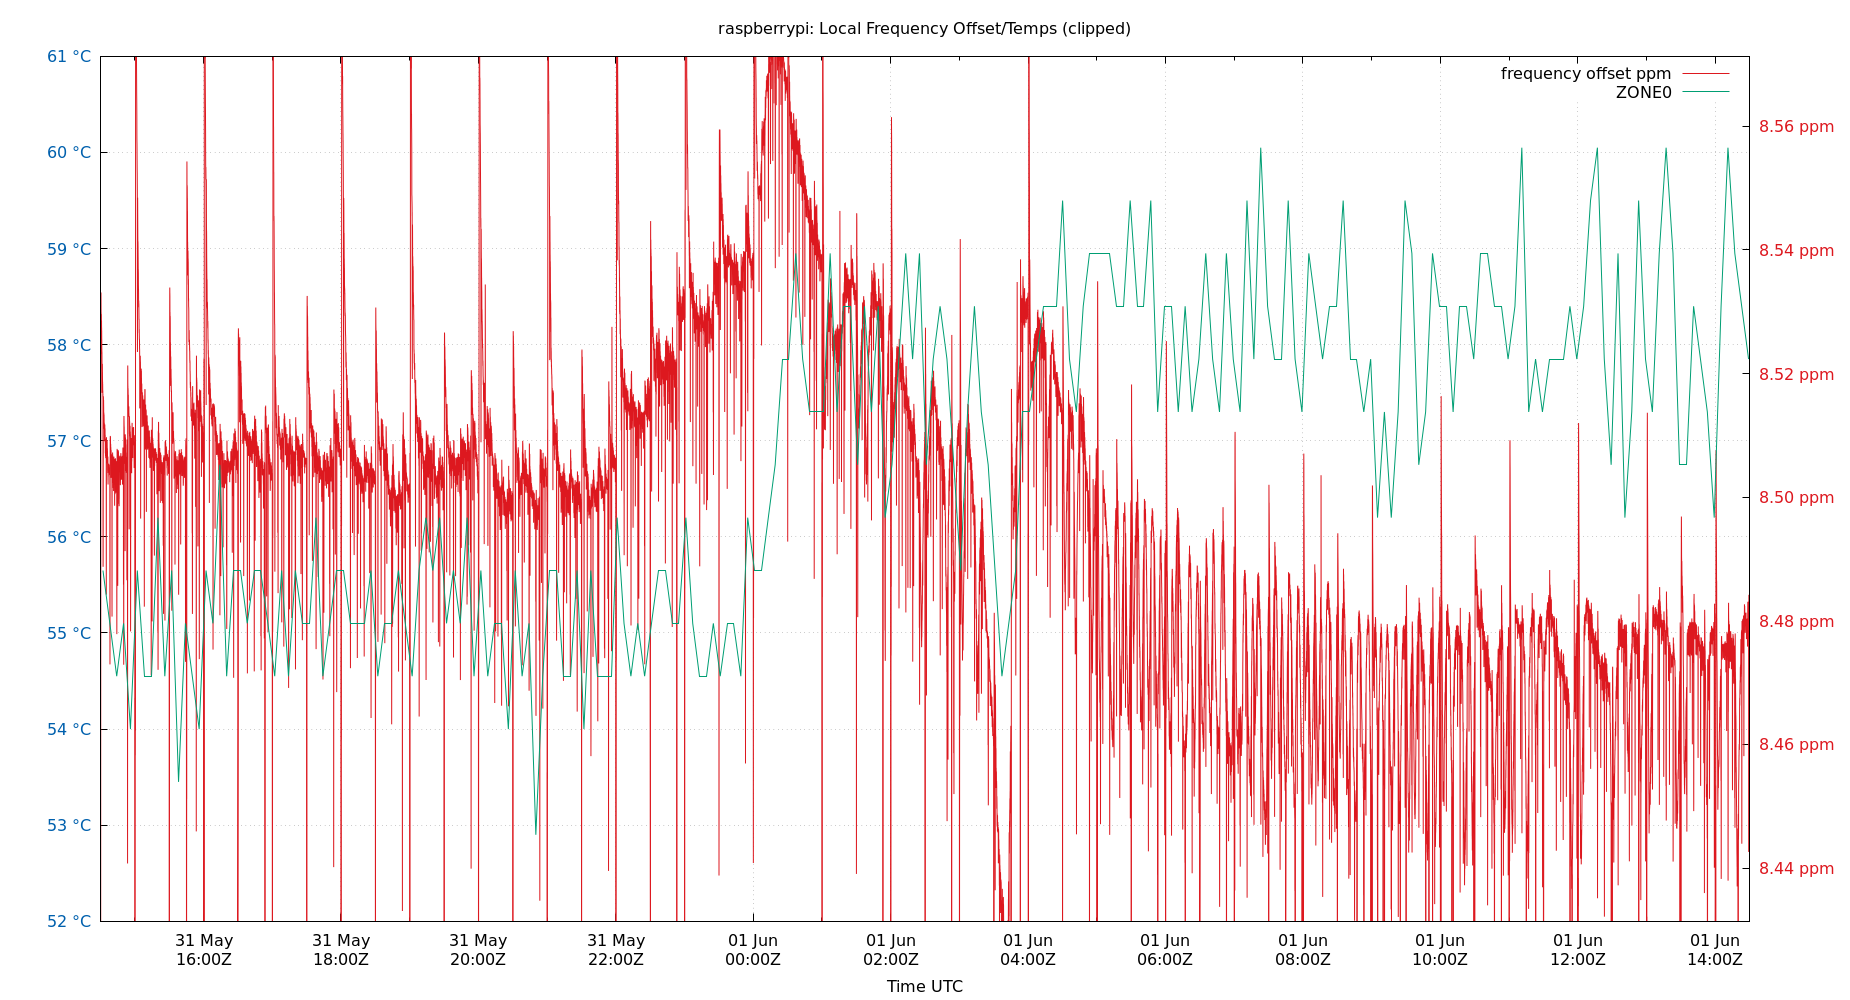 raspberrypi: Local Frequency Offset/Temps (clipped)
frequency offset ppm
ZONE0
61 °C
60 °C
59 °C
58 °C
57 °C
56 °C
55 °C
54 °C
53 °C
52 °C
8.56 ppm
8.54 ppm
8.52 ppm
8.50 ppm
8.48 ppm
8.46 ppm
8.44 ppm
31 May
16:00Z
31 May
18:00Z
31 May
20:00Z
31 May
22:00Z
01 Jun
00:00Z
01 Jun
02:00Z
01 Jun
04:00Z
01 Jun
06:00Z
01 Jun
08:00Z
01 Jun
10:00Z
01 Jun
12:00Z
01 Jun
14:00Z
Time UTC